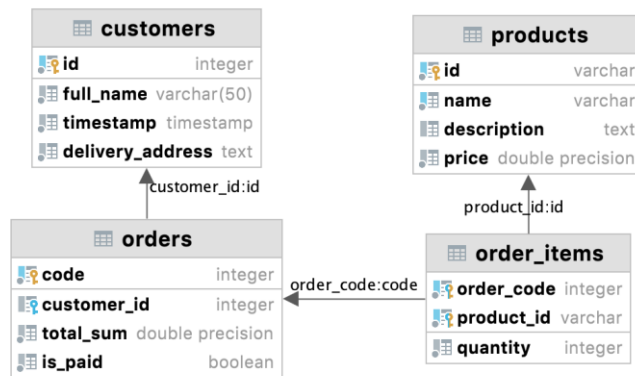 customers
id integer
full_name varchar(50)
timestamp timestamp
delivery_address text
products
id varchar
name varchar
description text
price double precision
customer_id:id
product_id:id
orders
code integer
customer_id integer
total_sum double precision
is_paid boolean
order_code:code
order_items
order_code integer
product_id varchar
quantity integer